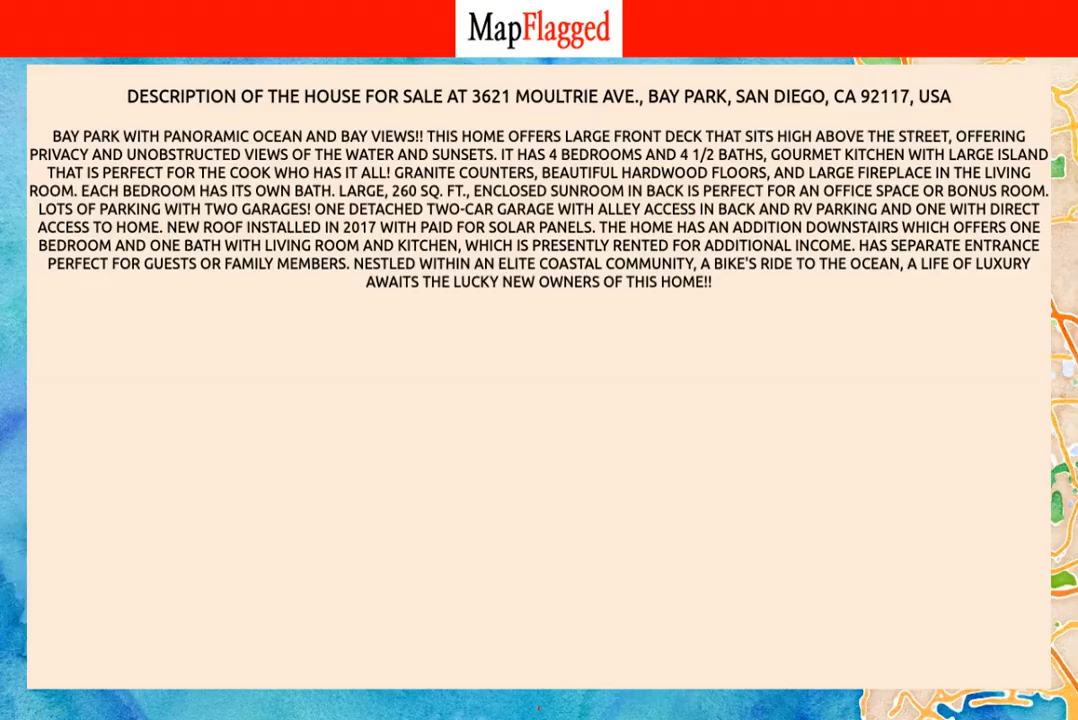 MapFlagged
DESCRIPTION OF THE HOUSE FOR SALE AT 3621 MOULTRIE AVE., BAY PARK, SAN DIEGO, CA 92117, USA
BAY PARK WITH PANORAMIC OCEAN AND BAY VIEWS!! THIS HOME OFFERS LARGE FRONT DECK THAT SITS HIGH ABOVE THE STREET, OFFERING
PRIVACY AND UNOBSTRUCTED VIEWS OF THE WATER AND SUNSETS. IT HAS 4 BEDROOMS AND 4 1/2 BATHS, GOURMET KITCHEN WITH LARGE ISLAND
THAT IS PERFECT FOR THE COOK WHO HAS IT ALL! GRANITE COUNTERS, BEAUTIFUL HARDWOOD FLOORS, AND LARGE FIREPLACE IN THE LIVING
ROOM. EACH BEDROOM HAS ITS OWN BATH. LARGE, 260 SQ. FT., ENCLOSED SUNROOM IN BACK IS PERFECT FOR AN OFFICE SPACE OR BONUS ROOM.
LOTS OF PARKING WITH TWO GARAGES! ONE DETACHED TWO-CAR GARAGE WITH ALLEY ACCESS IN BACK AND RV PARKING AND ONE WITH DIRECT
ACCESS TO HOME. NEW ROOF INSTALLED IN 2017 WITH PAID FOR SOLAR PANELS. THE HOME HAS AN ADDITION DOWNSTAIRS WHICH OFFERS ONE
BEDROOM AND ONE BATH WITH LIVING ROOM AND KITCHEN, WHICH IS PRESENTLY RENTED FOR ADDITIONAL INCOME. HAS SEPARATE ENTRANCE
PERFECT FOR GUESTS OR FAMILY MEMBERS. NESTLED WITHIN AN ELITE COASTAL COMMUNITY, A BIKE'S RIDE TO THE OCEAN, A LIFE OF LUXURY
AWAITS THE LUCKY NEW OWNERS OF THIS HOME!!